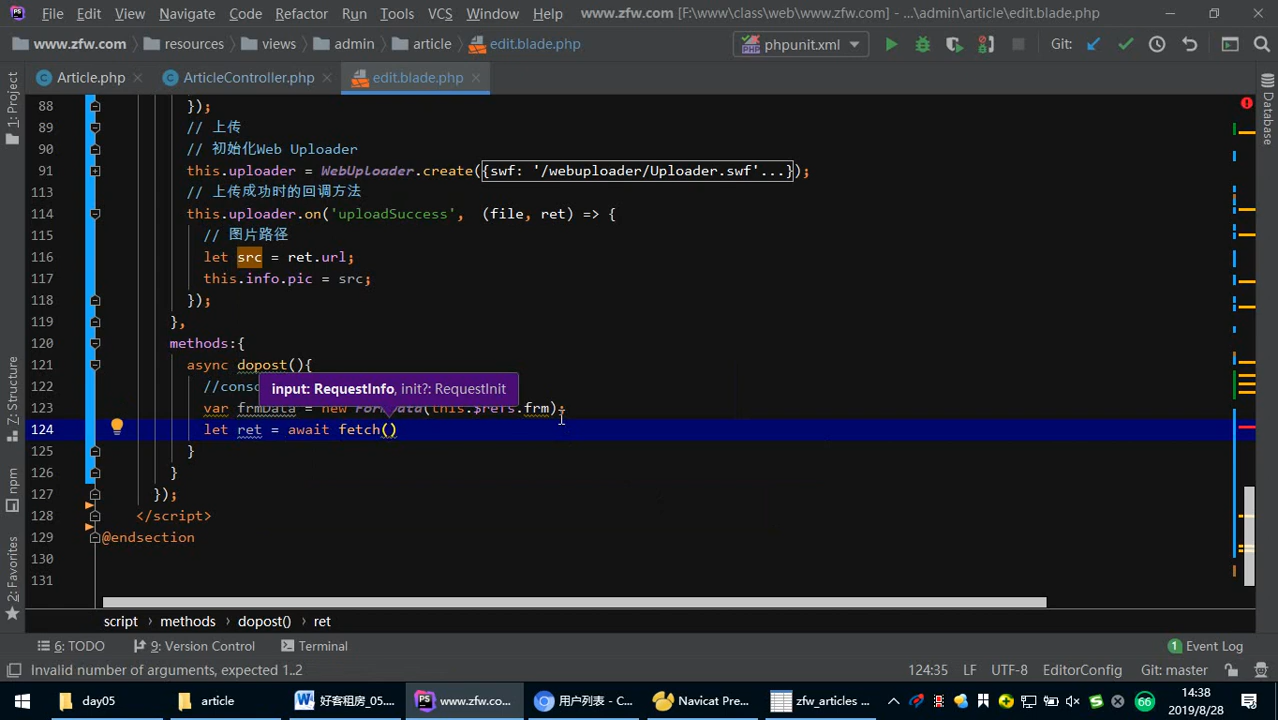 File Edit View Navigate Code Refactor Run Tools VCS Window Help www.zfw.com [F:\www\class\web\www.zfw.com] - ...\admin\article\edit.blade.php
www.zfw.com resources views admin article edit.blade.php phpunit.xml Git:
Article.php ArticleController.php edit.blade.php
1: Project
Z: Structure
npm
2: Favorites
Database
88 });
89 // 上传
90 // 初始化Web Uploader
91 this.uploader = WebUploader.create({swf: '/webuploader/Uploader.swf'...});
113 // 上传成功时的回调方法
114 this.uploader.on('uploadSuccess', (file, ret) => {
115 // 图片路径
116 let src = ret.url;
117 this.info.pic = src;
118 });
119 },
120 methods:{
121 async dopost(){
input: RequestInfo, init?: RequestInit
122 //conso
123 var frmData = new FormData(this.$refs.frm);
124 let ret = await fetch()
125 }
126 }
127 });
128 </script>
129 @endsection
130
131
script methods dopost() ret
6: TODO 9: Version Control Terminal 1 Event Log
Invalid number of arguments, expected 1..2 124:35 LF UTF-8 EditorConfig Git: master
day05 article 好客租房_05.... www.zfw.co... 用户列表 - C... Navicat Pre... zfw_articles ... 66 14:38
2019/8/28